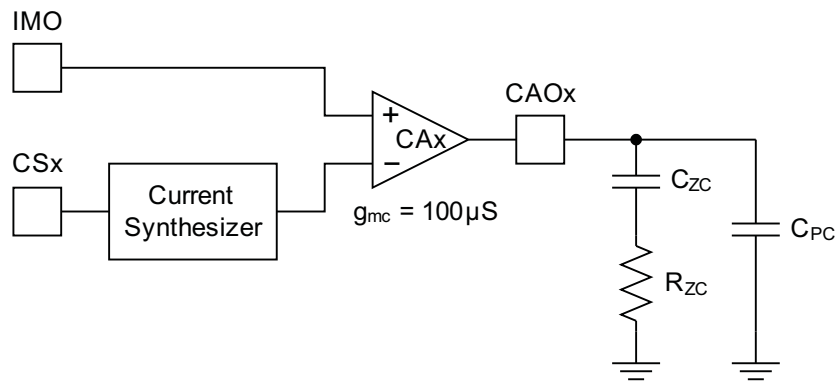 IMO
CAOx
+
CAx
−
CSx
Current
Synthesizer
gmc = 100µS
CZC
RZC
CPC